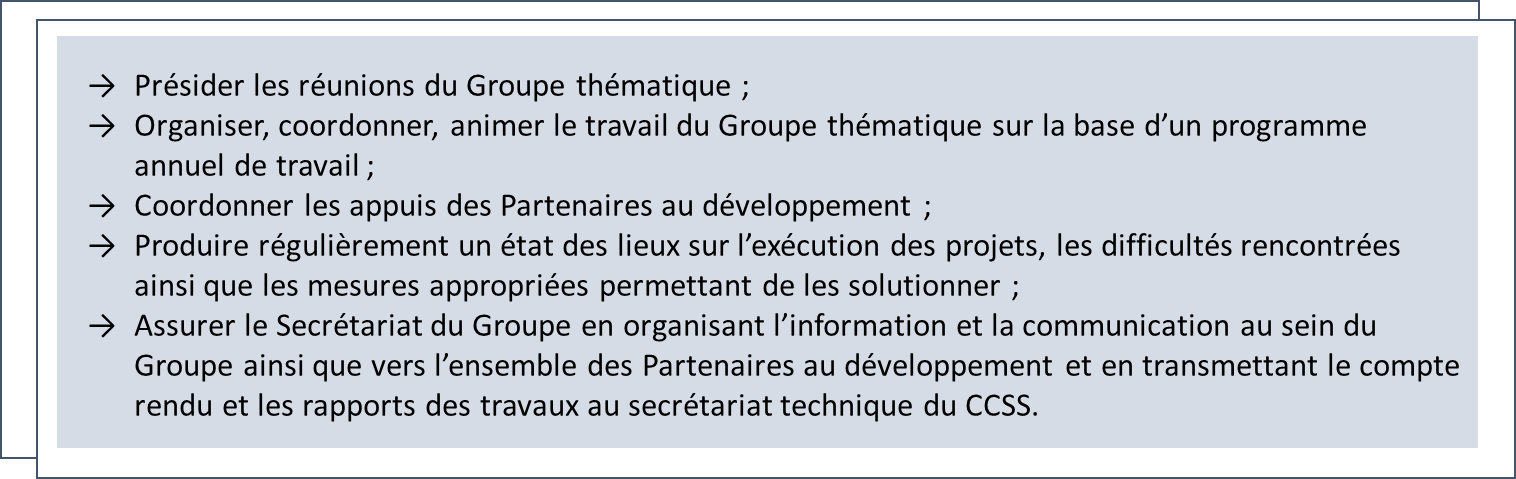 → Présider les réunions du Groupe thématique ;
→ Organiser, coordonner, animer le travail du Groupe thématique sur la base d’un programme
annuel de travail ;
→ Coordonner les appuis des Partenaires au développement ;
→ Produire régulièrement un état des lieux sur l’exécution des projets, les difficultés rencontrées
ainsi que les mesures appropriées permettant de les solutionner ;
→ Assurer le Secrétariat du Groupe en organisant l’information et la communication au sein du
Groupe ainsi que vers l’ensemble des Partenaires au développement et en transmettant le compte
rendu et les rapports des travaux au secrétariat technique du CCSS.